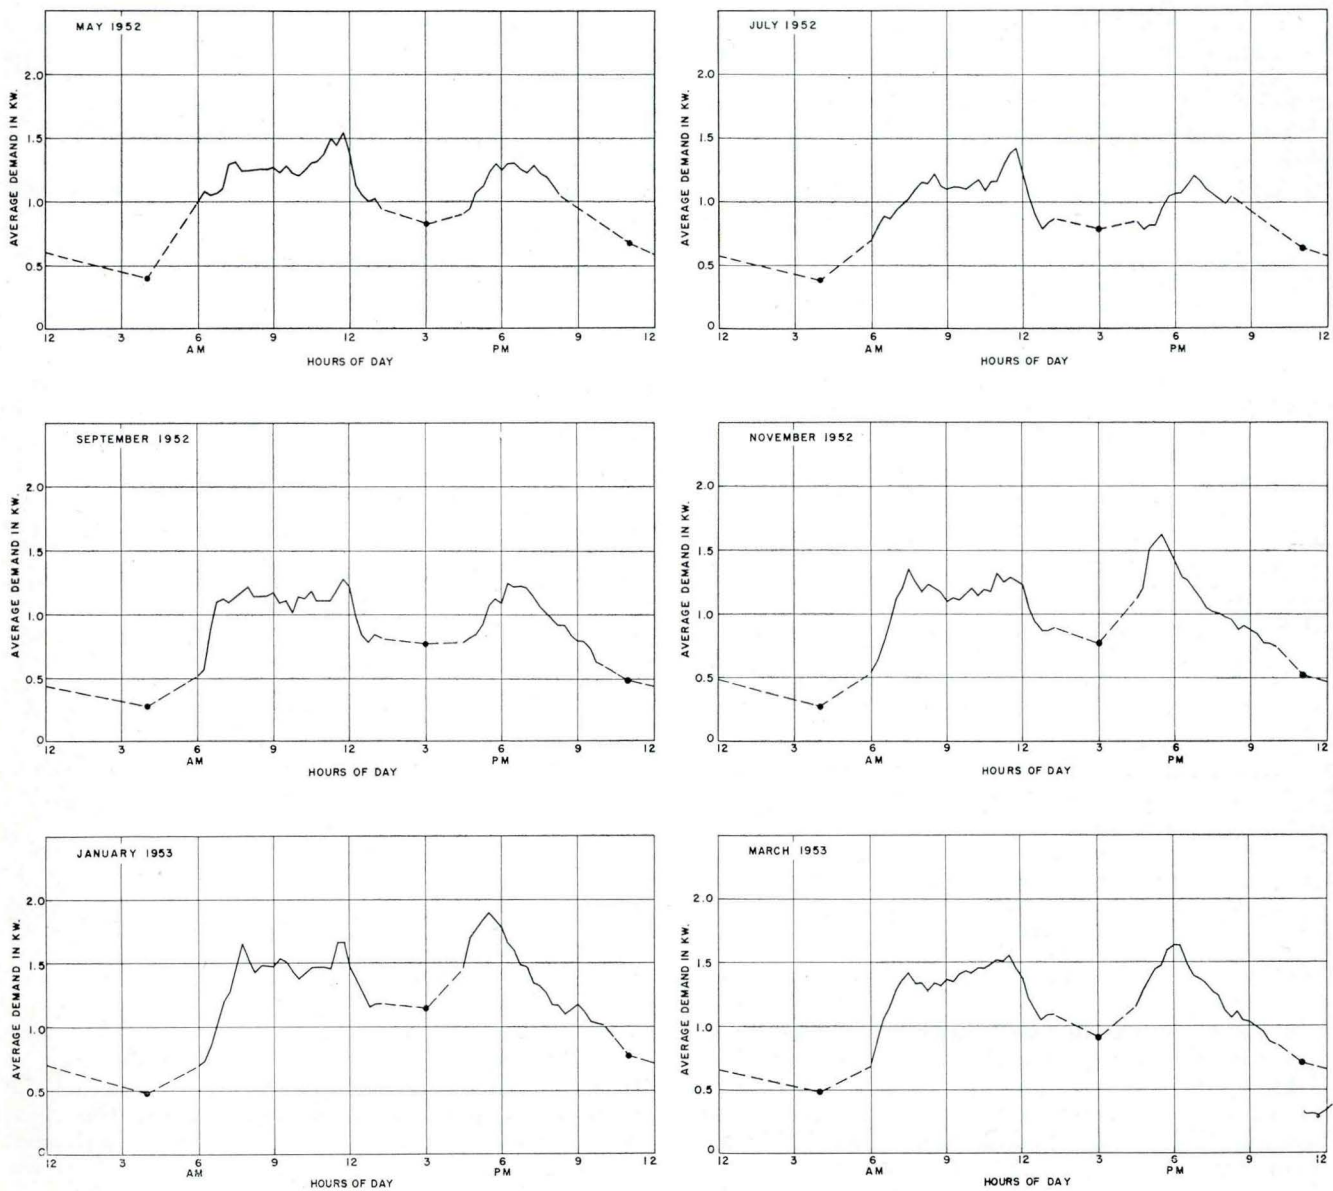 MAY 1952
AVERAGE DEMAND IN KW.
2.0
1.5
1.0
0.5
0
12 3 6 9 12 3 6 9 12
AM PM
HOURS OF DAY
JULY 1952
AVERAGE DEMAND IN KW.
2.0
1.5
1.0
0.5
0
12 3 6 9 12 3 6 9 12
AM PM
HOURS OF DAY
SEPTEMBER 1952
AVERAGE DEMAND IN KW.
2.0
1.5
1.0
0.5
0
12 3 6 9 12 3 6 9 12
AM PM
HOURS OF DAY
NOVEMBER 1952
AVERAGE DEMAND IN KW.
2.0
1.5
1.0
0.5
0
12 3 6 9 12 3 6 9 12
AM PM
HOURS OF DAY
JANUARY 1953
AVERAGE DEMAND IN KW.
2.0
1.5
1.0
0.5
0
12 3 6 9 12 3 6 9 12
AM PM
HOURS OF DAY
MARCH 1953
AVERAGE DEMAND IN KW.
2.0
1.5
1.0
0.5
0
12 3 6 9 12 3 6 9 12
AM PM
HOURS OF DAY